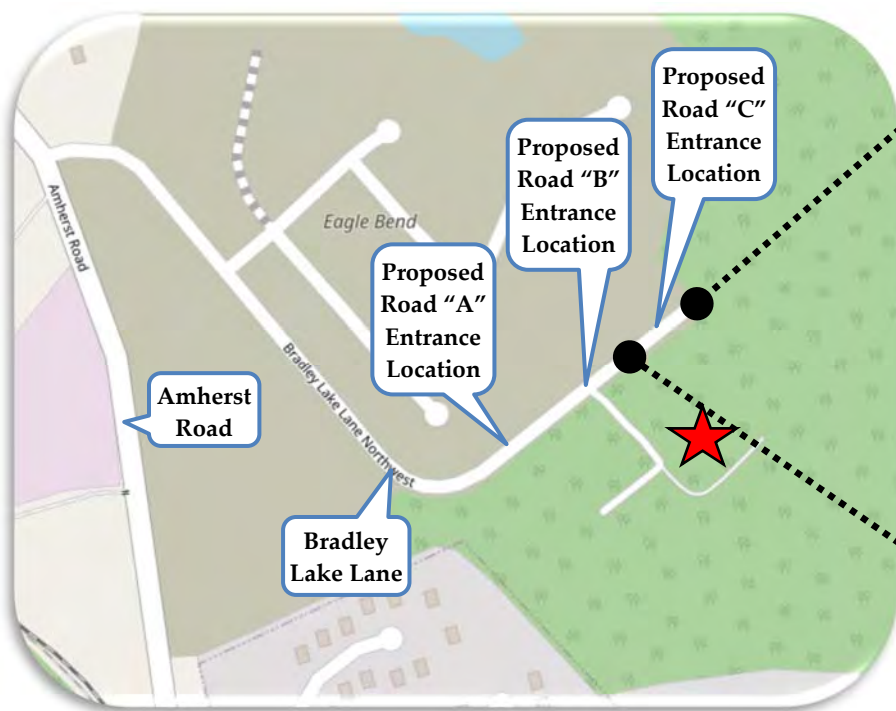 Proposed
Road “C”
Entrance
Location
Proposed
Road “B”
Entrance
Location
Amherst Road
Eagle Bend
Proposed
Road “A”
Entrance
Location
Bradley Lake Lane Northwest
Amherst
Road
Bradley
Lake Lane